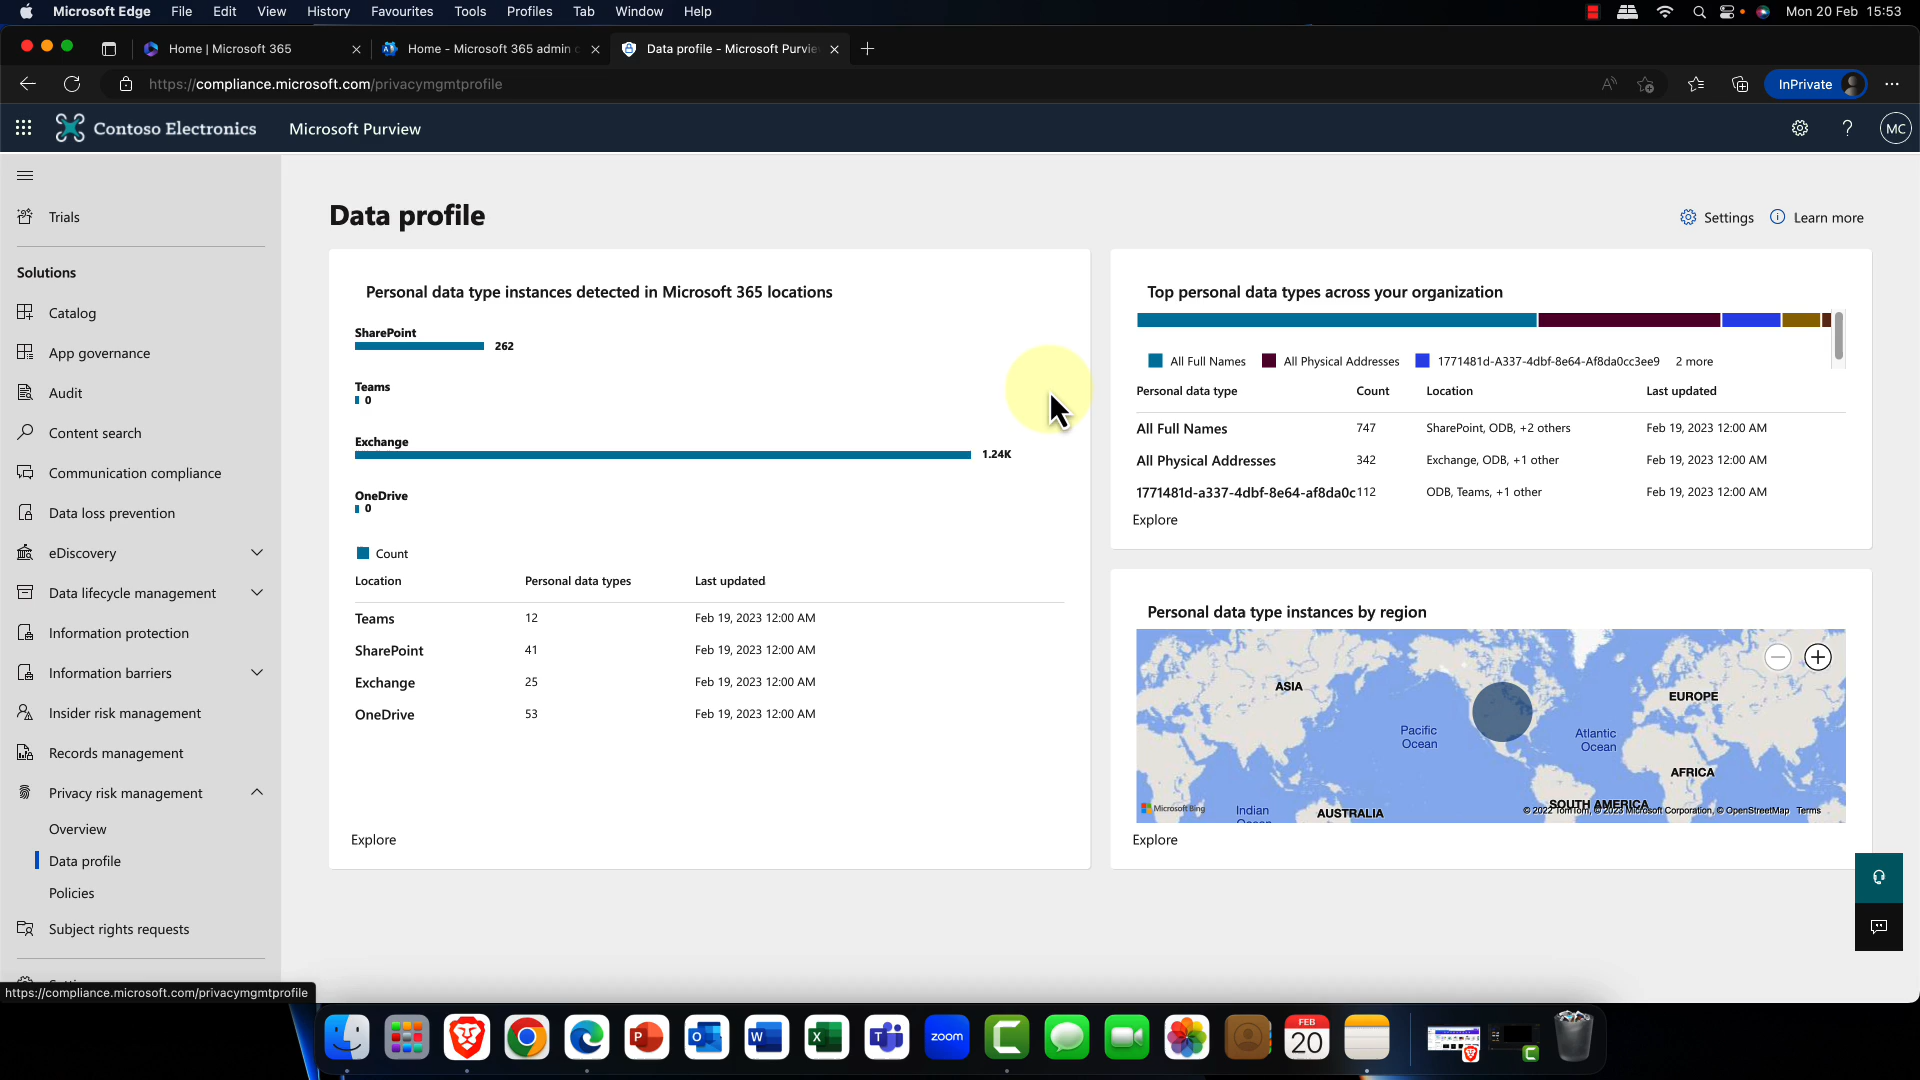 Microsoft Edge File Edit View History Favourites Tools Profiles Tab Window Help Mon 20 Feb 15:53
Home | Microsoft 365
Home - Microsoft 365 admin c
Data profile - Microsoft Purvie
https://compliance.microsoft.com/privacymgmtprofile
InPrivate
Contoso Electronics
Microsoft Purview
MC
Trials
Solutions
Catalog
App governance
Audit
Content search
Communication compliance
Data loss prevention
eDiscovery
Data lifecycle management
Information protection
Information barriers
Insider risk management
Records management
Privacy risk management
Overview
Data profile
Policies
Subject rights requests
https://compliance.microsoft.com/privacymgmtprofile
Data profile
Settings
Learn more
Personal data type instances detected in Microsoft 365 locations
SharePoint
262
Teams
0
Exchange
1.24K
OneDrive
0
Count
Location Personal data types Last updated
Teams 12 Feb 19, 2023 12:00 AM
SharePoint 41 Feb 19, 2023 12:00 AM
Exchange 25 Feb 19, 2023 12:00 AM
OneDrive 53 Feb 19, 2023 12:00 AM
Explore
Top personal data types across your organization
All Full Names All Physical Addresses 1771481d-A337-4dbf-8e64-Af8da0cc3ee9 2 more
Personal data type Count Location Last updated
All Full Names 747 SharePoint, ODB, +2 others Feb 19, 2023 12:00 AM
All Physical Addresses 342 Exchange, ODB, +1 other Feb 19, 2023 12:00 AM
1771481d-a337-4dbf-8e64-af8da0c 112 ODB, Teams, +1 other Feb 19, 2023 12:00 AM
Explore
Personal data type instances by region
ASIA
EUROPE
Pacific
Ocean
Atlantic
Ocean
AFRICA
SOUTH AMERICA
Indian
Ocean
AUSTRALIA
Microsoft Bing
© 2022 TomTom, © 2023 Microsoft Corporation, © OpenStreetMap Terms
Explore
P
O
W
X
T
zoom
FEB
20